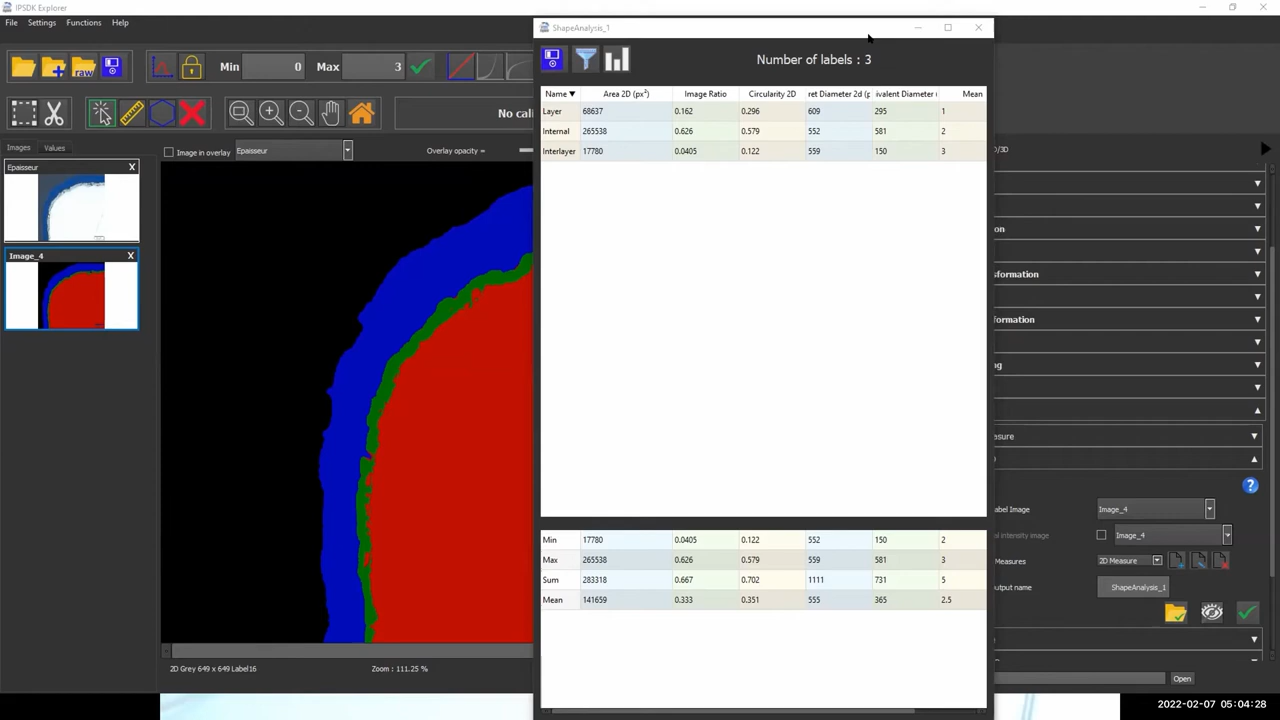 IPSDK Explorer
File Settings Functions Help
ShapeAnalysis_1
Number of labels : 3
raw Min 0 Max 3
No cali
Images Values
Image in overlay Epaisseur Overlay opacity =
Epaisseur X
Image_4 X
Name ▼ Area 2D (px²) Image Ratio Circularity 2D ret Diameter 2d (p ivalent Diameter ( Mean
Layer 68637 0.162 0.296 609 295 1
Internal 265538 0.626 0.579 552 581 2
Interlayer 17780 0.0405 0.122 559 150 3
Min 17780 0.0405 0.122 552 150 2
Max 265538 0.626 0.579 559 581 3
Sum 283318 0.667 0.702 1111 731 5
Mean 141659 0.333 0.351 555 365 2.5
2D Grey 649 x 649 Label16 Zoom : 111.25 %
2D/3D
on
sformation
formation
ng
asure
?
abel Image Image_4
al intensity image Image_4
Measures 2D Measure
utput name ShapeAnalysis_1
Open
2022-02-07 05:04:28